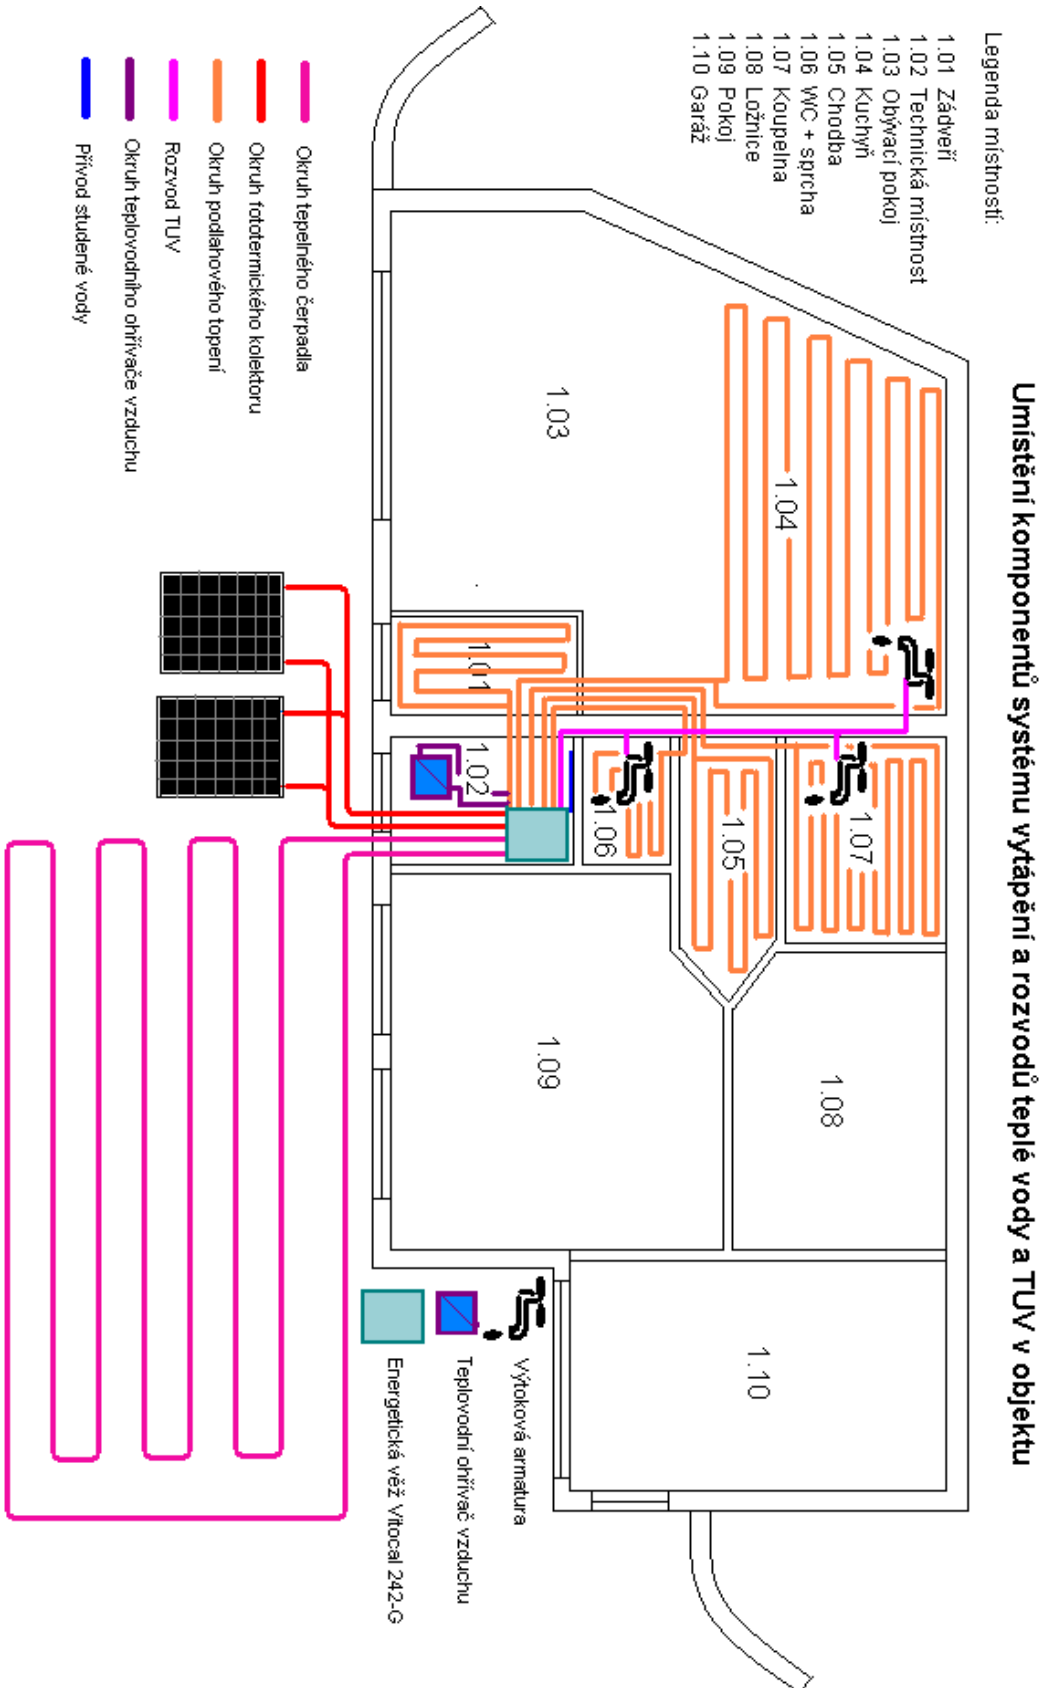 Umístění komponentů systému vytápění a rozvodů teplé vody a TUV v objektu
Legenda místností:
1.01 Zádveří
1.02 Technická místnost
1.03 Obývací pokoj
1.04 Kuchyň
1.05 Chodba
1.06 WC + sprcha
1.07 Koupelna
1.08 Ložnice
1.09 Pokoj
1.10 Garáž
1.04
1.03
1.01
1.07
1.05
1.06
1.02
1.08
1.09
1.10
Výtoková armatura
Teplovodní ohřívač vzduchu
Energetická věž Vitocal 242-G
Okruh tepelného čerpadla
Okruh fototermického kolektoru
Okruh podlahového topení
Rozvod TUV
Okruh teplovodního ohřívače vzduchu
Přívod studené vody